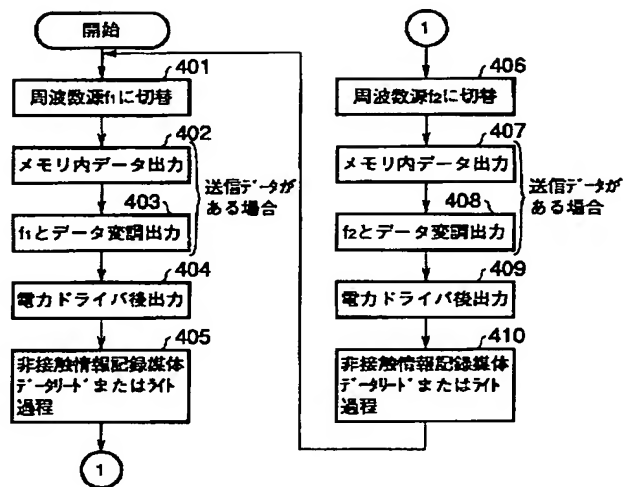 開始
401
周波数源f1に切替
402
メモリ内データ出力
403
f1とデータ変調出力
送信データが
ある場合
404
電力ドライバ後出力
405
非接触情報記録媒体
データリードまたはライト
過程
1
1
406
周波数源f2に切替
407
メモリ内データ出力
408
f2とデータ変調出力
送信データが
ある場合
409
電力ドライバ後出力
410
非接触情報記録媒体
データリードまたはライト
過程